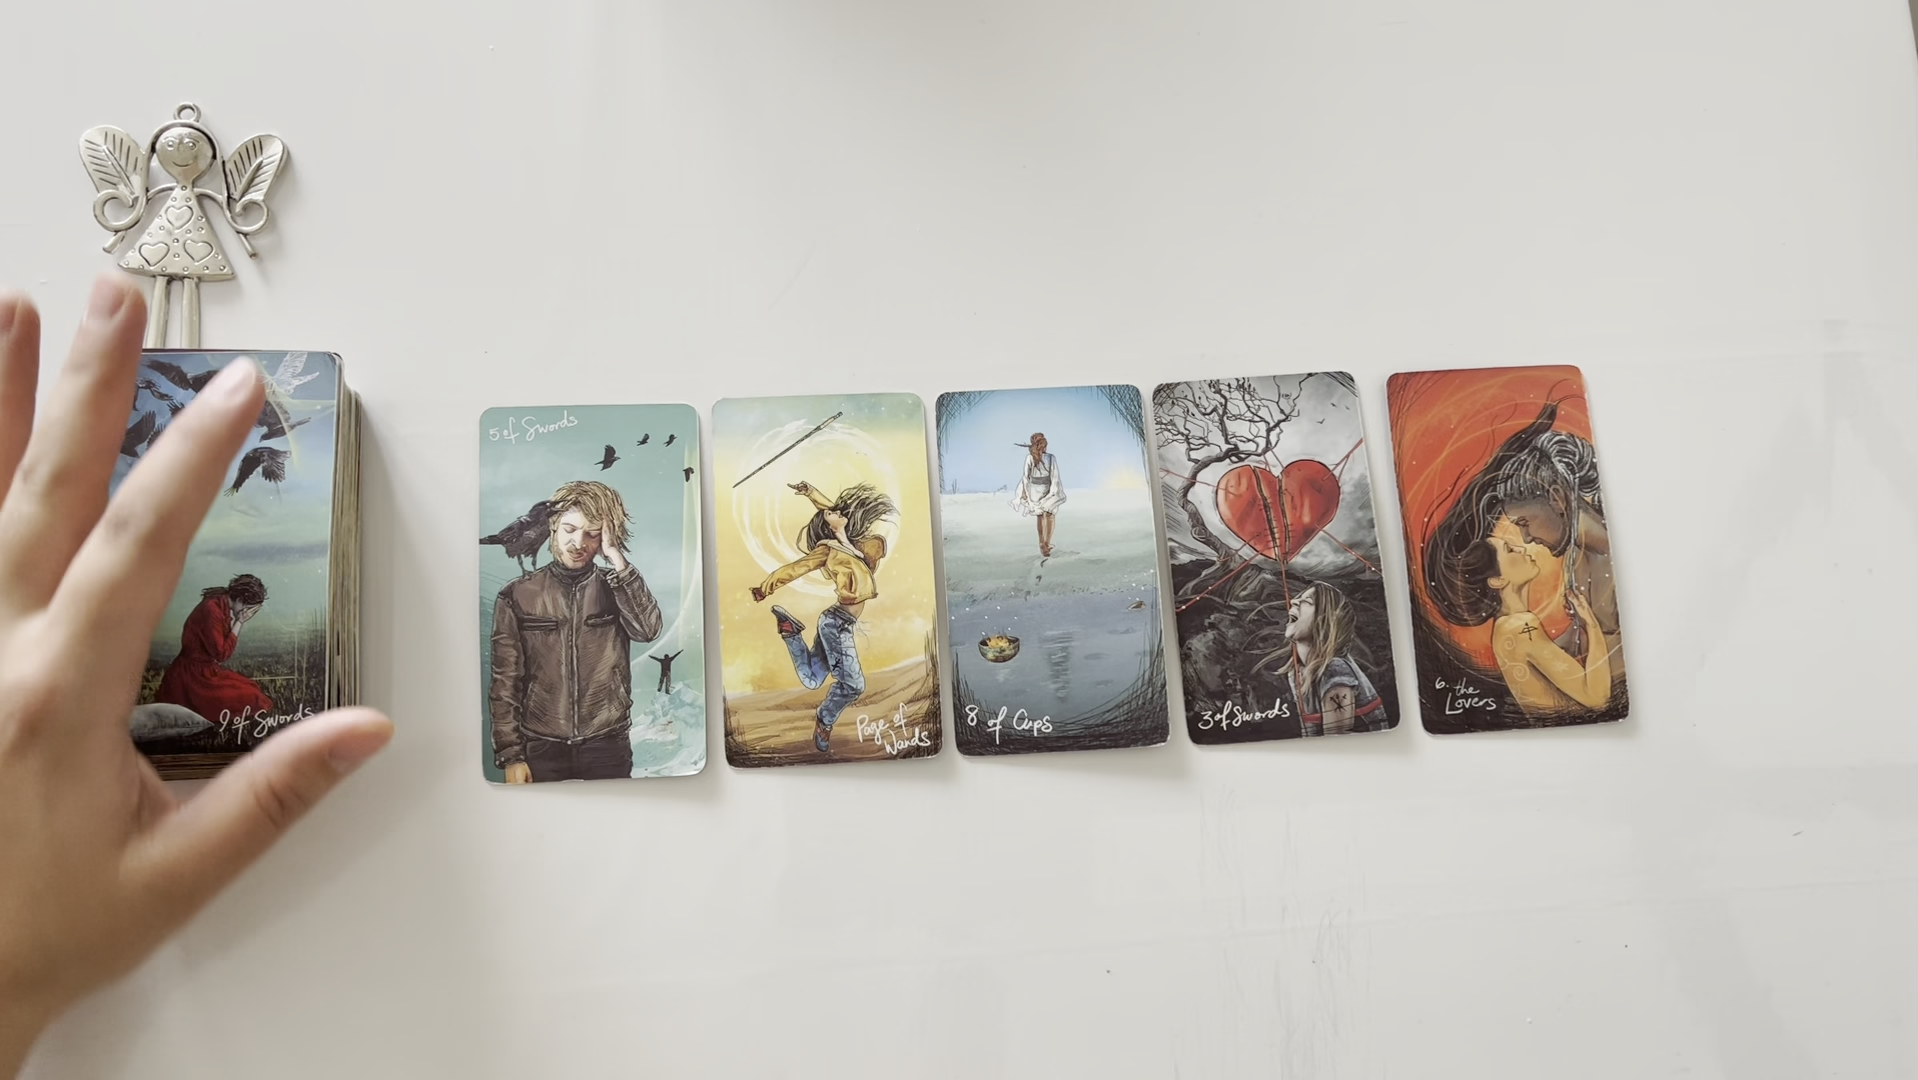 9 of Swords
5 of Swords
Page of
Wands
8 of Cups
3 of Swords
6. the
Lovers